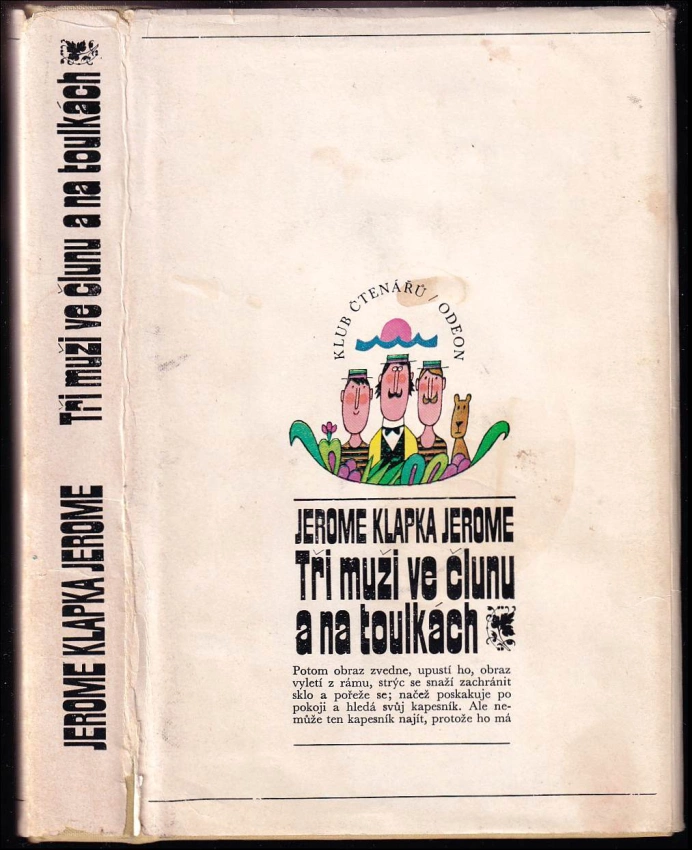 JEROME KLAPKA JEROME Tři muži ve člunu a na toulkách
KLUB ČTENÁŘŮ / ODEON
JEROME KLAPKA JEROME
Tři muži ve člunu
a na toulkách
Potom obraz zvedne, upustí ho, obraz
vyletí z rámu, strýc se snaží zachránit
sklo a pořeže se; načež poskakuje po
pokoji a hledá svůj kapesník. Ale ne-
může ten kapesník najít, protože ho má